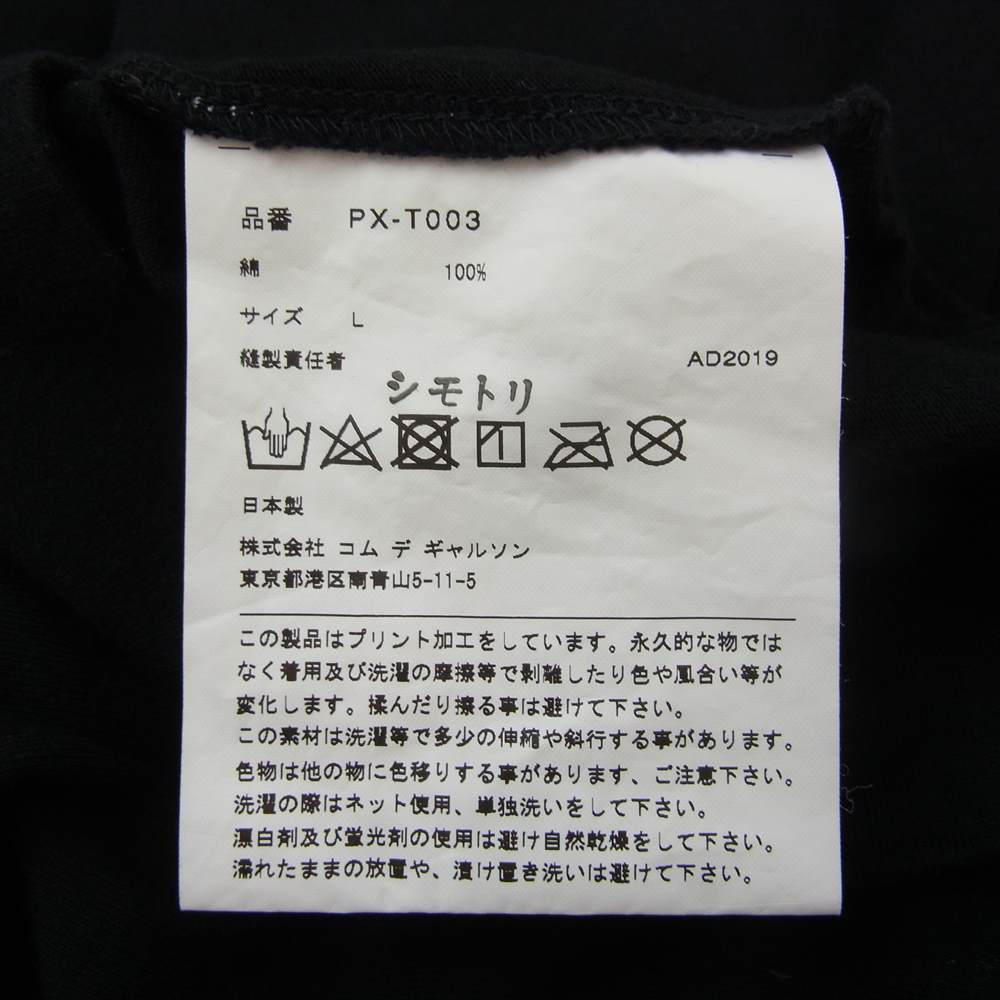 品番 PX-T003
綿 100%
サイズ L
縫製責任者 AD2019
シモトリ
日本製
株式会社 コム デ ギャルソン
東京都港区南青山5-11-5
この製品はプリント加工をしています。永久的な物では
なく着用及び洗濯の摩擦等で剥離したり色や風合い等が
変化します。揉んだり擦る事は避けて下さい。
この素材は洗濯等で多少の伸縮や斜行する事があります。
色物は他の物に色移りする事があります、ご注意下さい。
洗濯の際はネット使用、単独洗いをして下さい。
漂白剤及び蛍光剤の使用は避け自然乾燥をして下さい。
濡れたままの放置や、漬け置き洗いは避けて下さい。